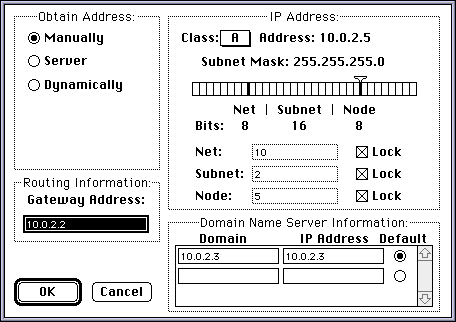 Obtain Address:
Manually
Server
Dynamically
Routing Information:
Gateway Address:
10.0.2.2
OK
Cancel
IP Address:
Class: A Address: 10.0.2.5
Subnet Mask: 255.255.255.0
Net | Subnet | Node
Bits: 8 16 8
Net: 10 Lock
Subnet: 2 Lock
Node: 5 Lock
Domain Name Server Information:
Domain IP Address Default
10.0.2.3 10.0.2.3